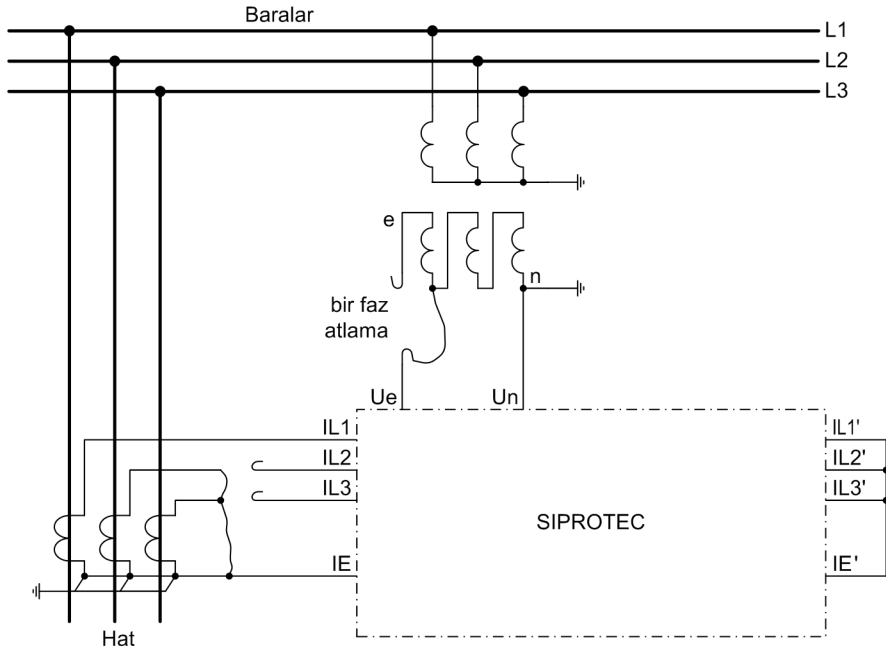 Baralar
L1
L2
L3
e
n
bir faz
atlama
Ue
Un
IL1
IL2
IL3
IE
SIPROTEC
IL1'
IL2'
IL3'
IE'
Hat